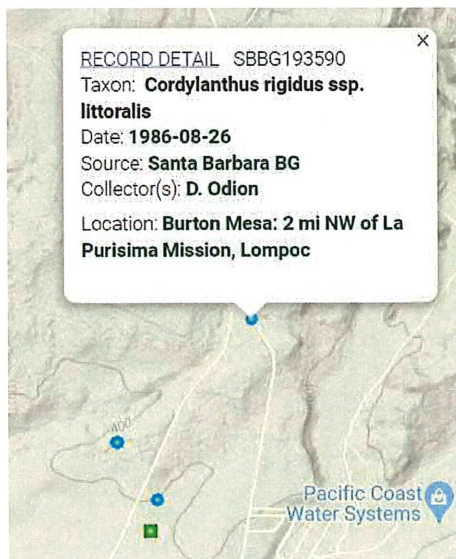 ×
RECORD DETAIL SBBG193590
Taxon: Cordylanthus rigidus ssp.
littoralis
Date: 1986-08-26
Source: Santa Barbara BG
Collector(s): D. Odion
Location: Burton Mesa: 2 mi NW of La
Purisima Mission, Lompoc
400
Pacific Coast
Water Systems